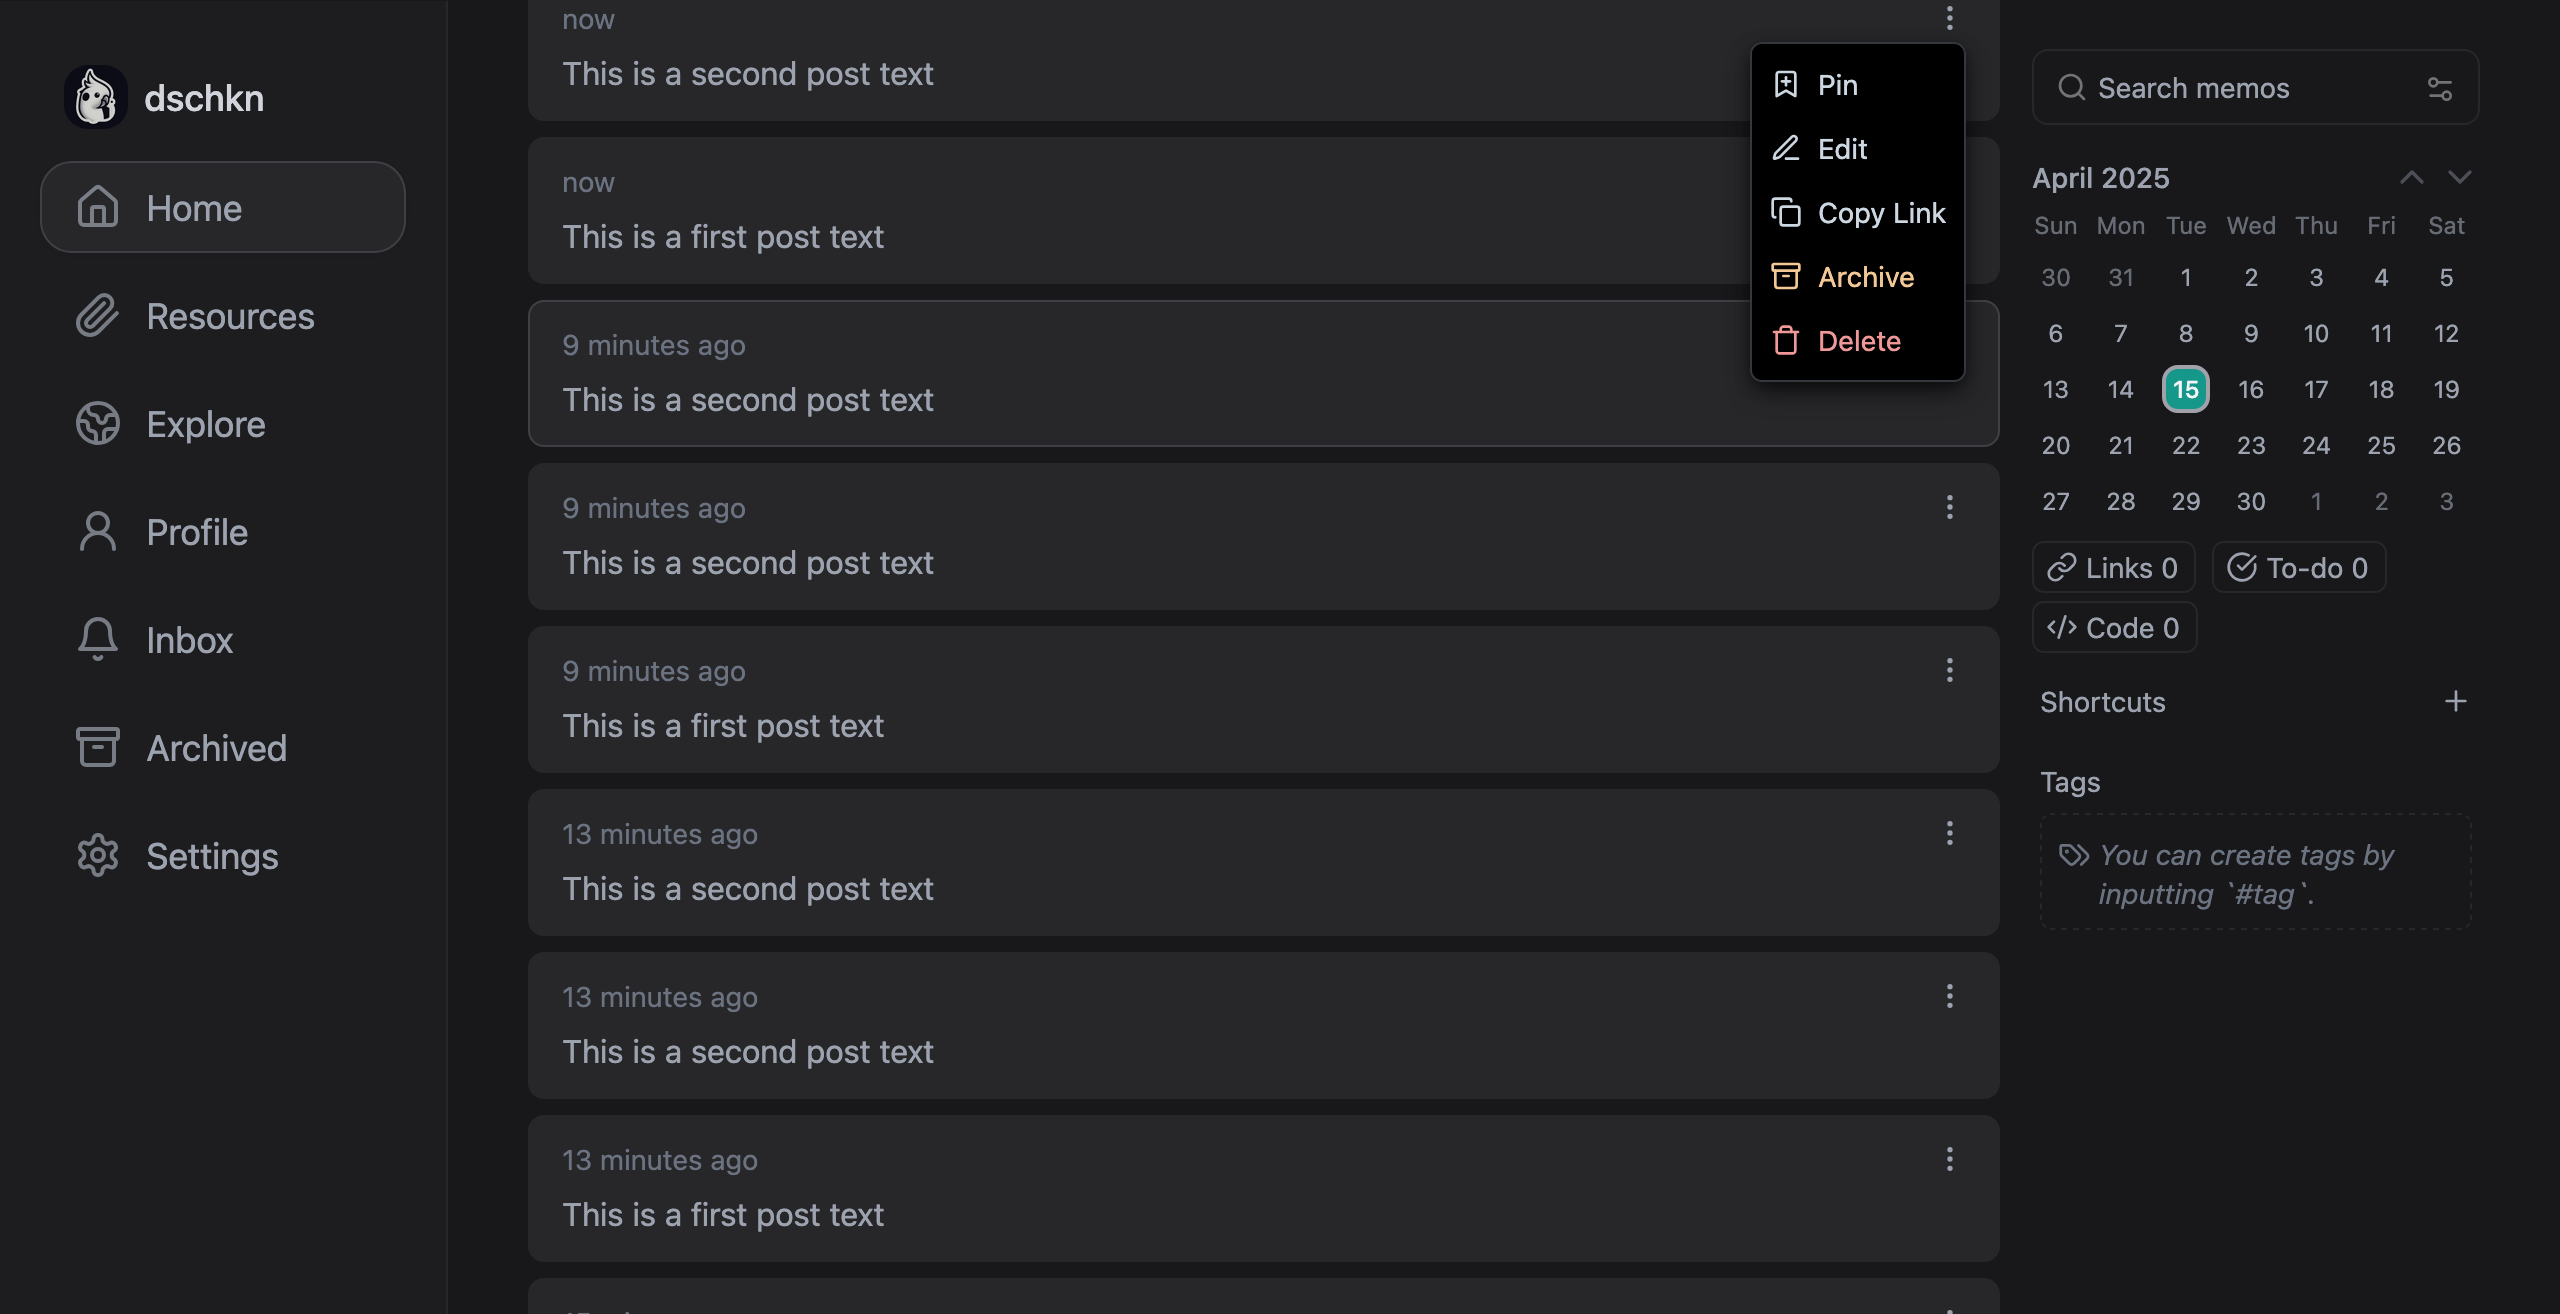 dschkn
Home
Resources
Explore
Profile
Inbox
Archived
Settings
now
This is a second post text
now
This is a first post text
9 minutes ago
This is a second post text
9 minutes ago
This is a second post text
9 minutes ago
This is a first post text
13 minutes ago
This is a second post text
13 minutes ago
This is a second post text
13 minutes ago
This is a first post text
Pin
Edit
Copy Link
Archive
Delete
Search memos
April 2025
Sun Mon Tue Wed Thu Fri Sat
30 31 1 2 3 4 5
6 7 8 9 10 11 12
13 14 15 16 17 18 19
20 21 22 23 24 25 26
27 28 29 30 1 2 3
Links 0 To-do 0
Code 0
Shortcuts
Tags
You can create tags by
inputting `#tag`.